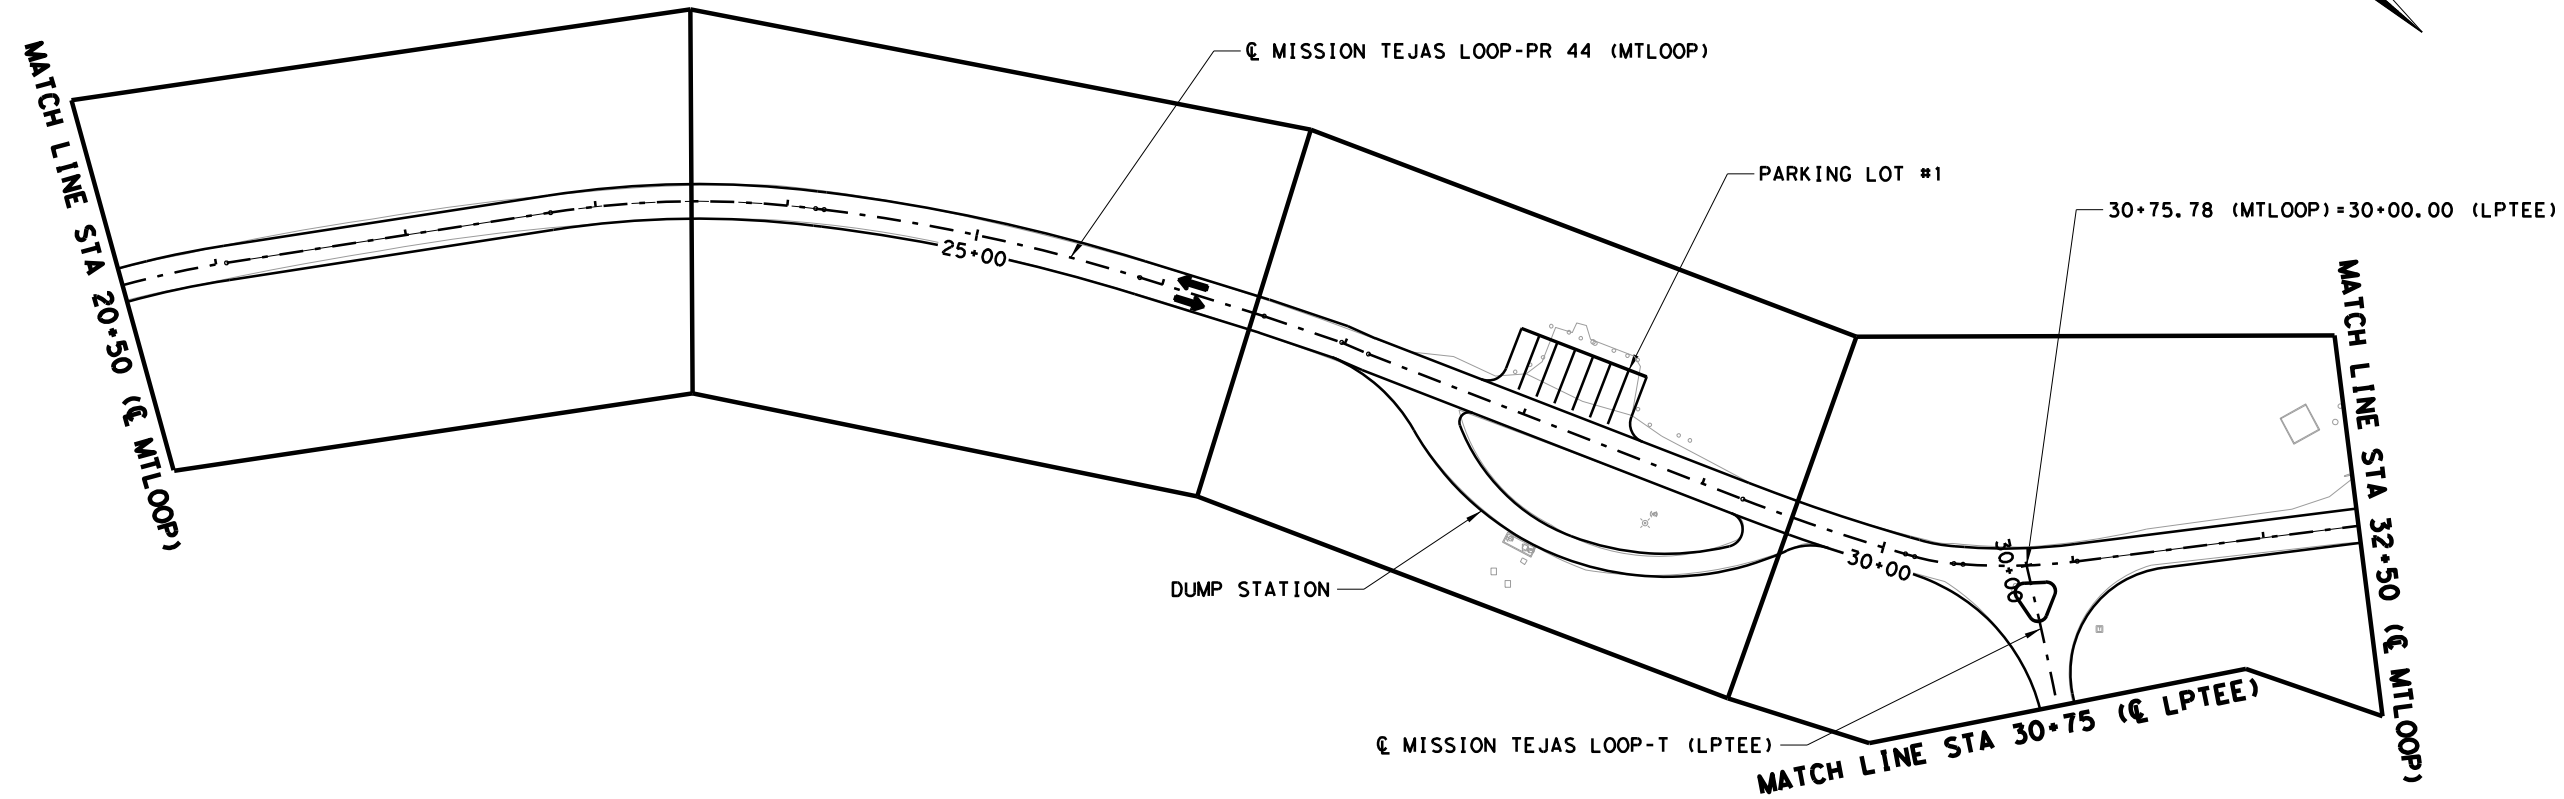 MATCH LINE STA 20+50 (℄ MTLOOP)
℄ MISSION TEJAS LOOP-PR 44 (MTLOOP)
25+00
PARKING LOT #1
30+75.78 (MTLOOP)=30+00.00 (LPTEE)
DUMP STATION
30+00
30+00
℄ MISSION TEJAS LOOP-T (LPTEE)
MATCH LINE STA 30+75 (℄ LPTEE)
MATCH LINE STA 32+50 (℄ MTLOOP)